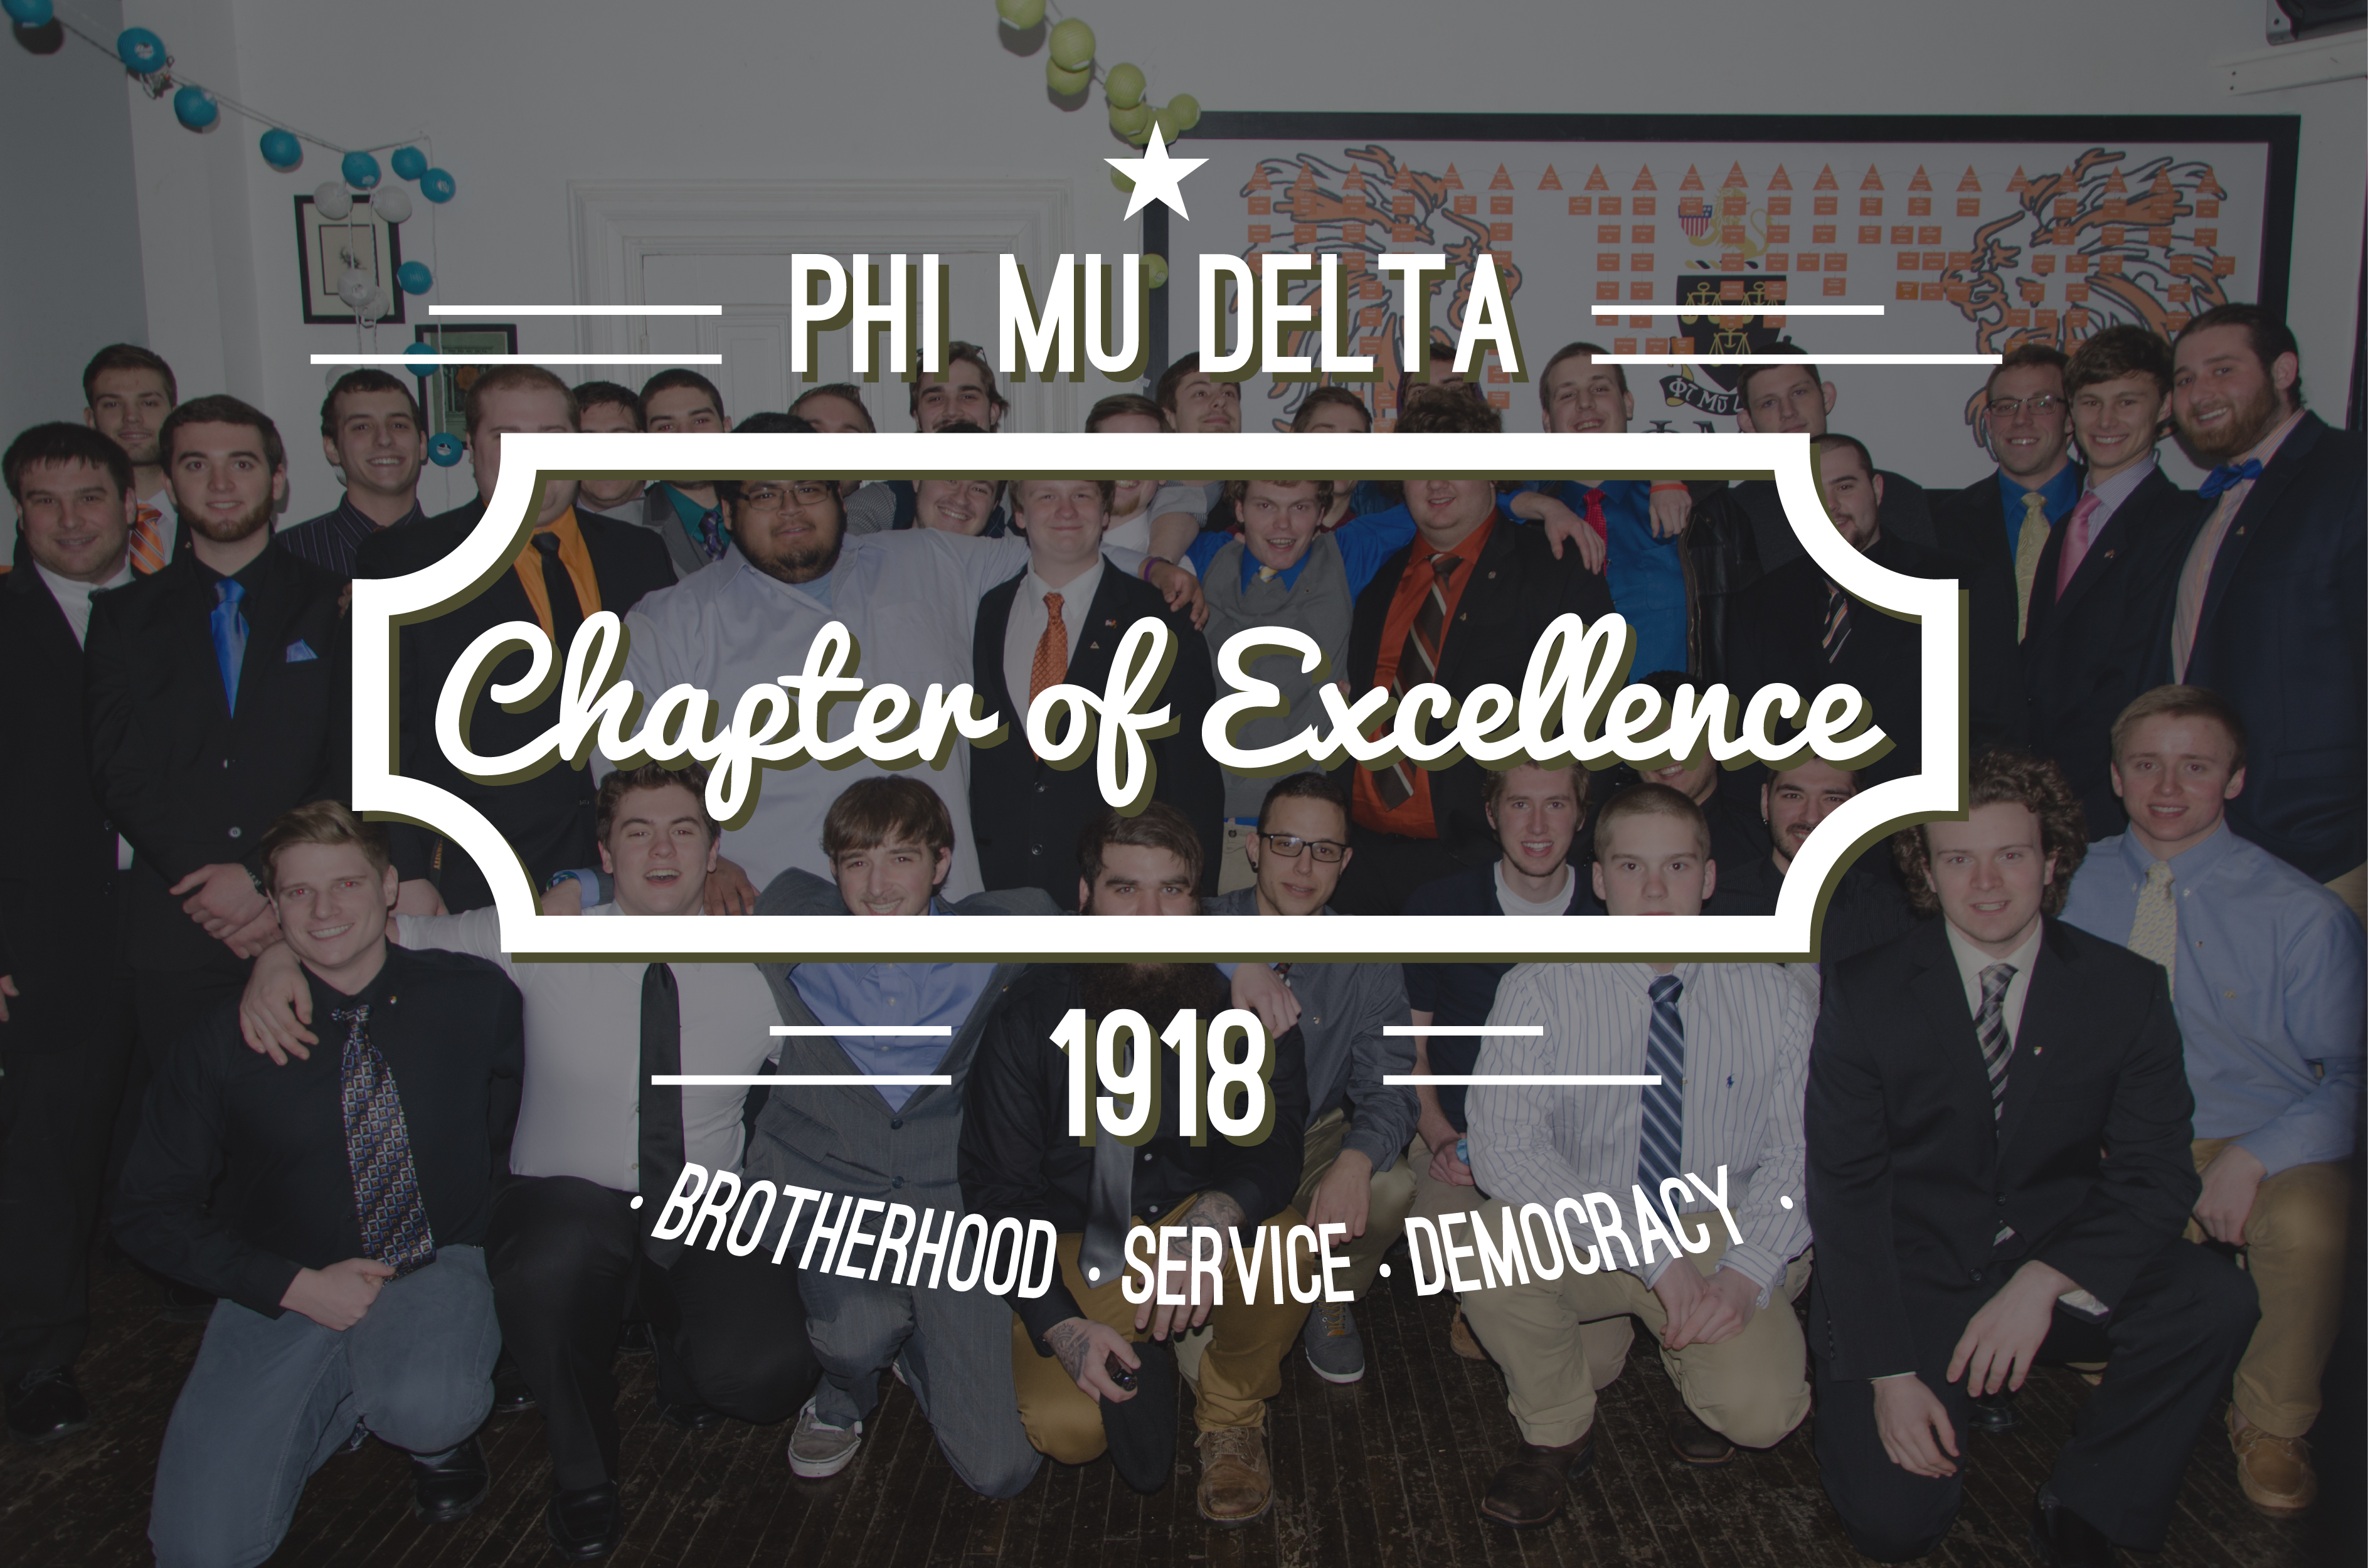 PHI MU DELTA
Chapter of Excellence
1918
· BROTHERHOOD · SERVICE · DEMOCRACY ·